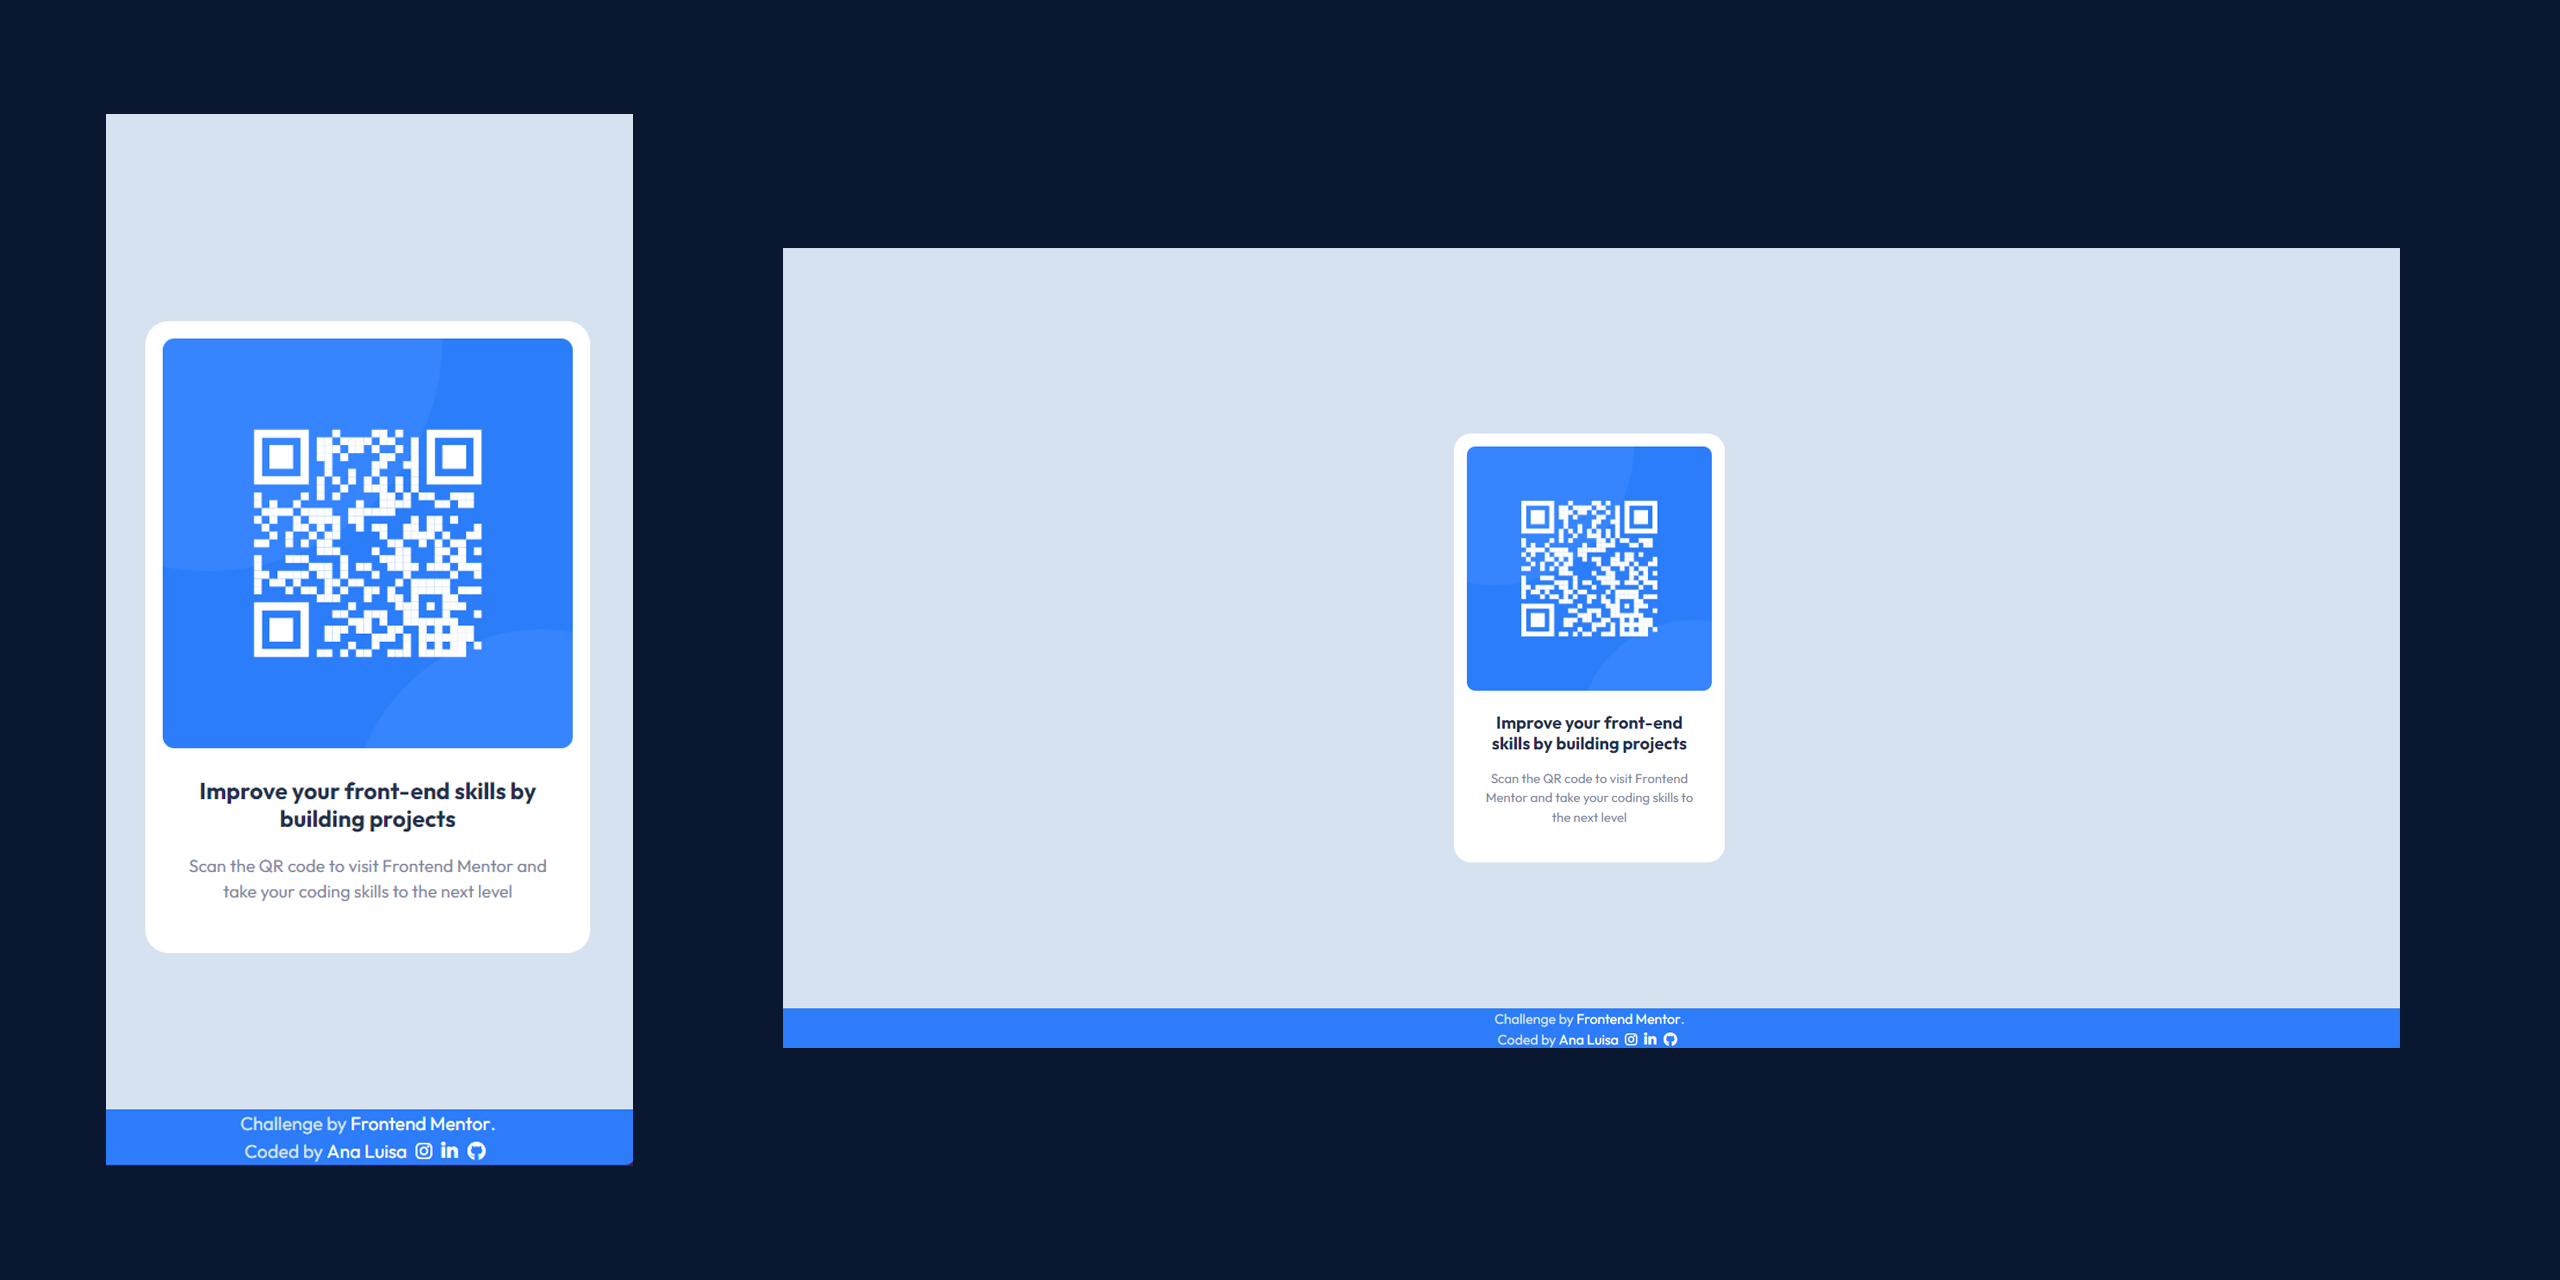 Improve your front-end skills by
building projects
Scan the QR code to visit Frontend Mentor and
take your coding skills to the next level
Challenge by Frontend Mentor.
Coded by Ana Luisa
Improve your front-end
skills by building projects
Scan the QR code to visit Frontend
Mentor and take your coding skills to
the next level
Challenge by Frontend Mentor.
Coded by Ana Luisa